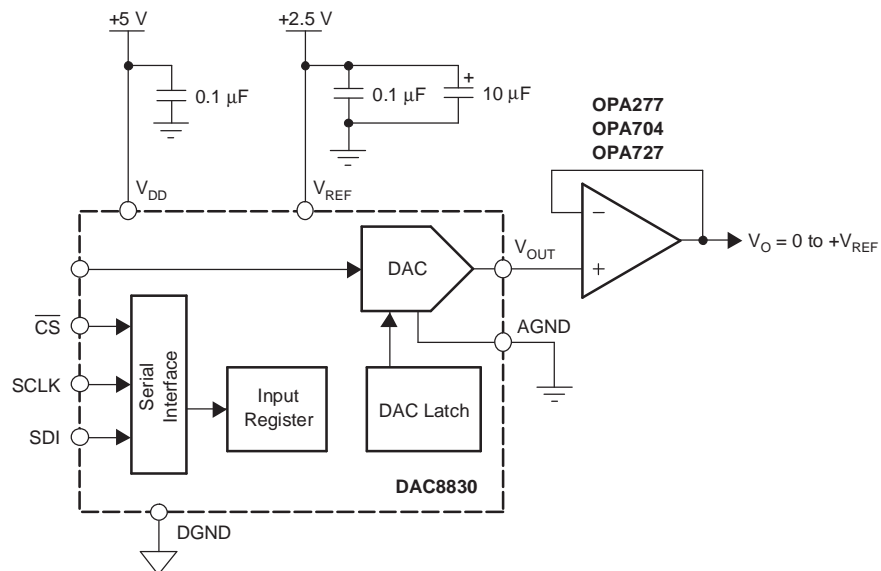 +5 V
+2.5 V
0.1 μF
0.1 μF
+
10 μF
OPA277
OPA704
OPA727
V_DD
V_REF
−
+
V_O = 0 to +V_REF
DAC
V_OUT
AGND
C̅S̅
SCLK
SDI
Serial
Interface
Input
Register
DAC Latch
DAC8830
DGND